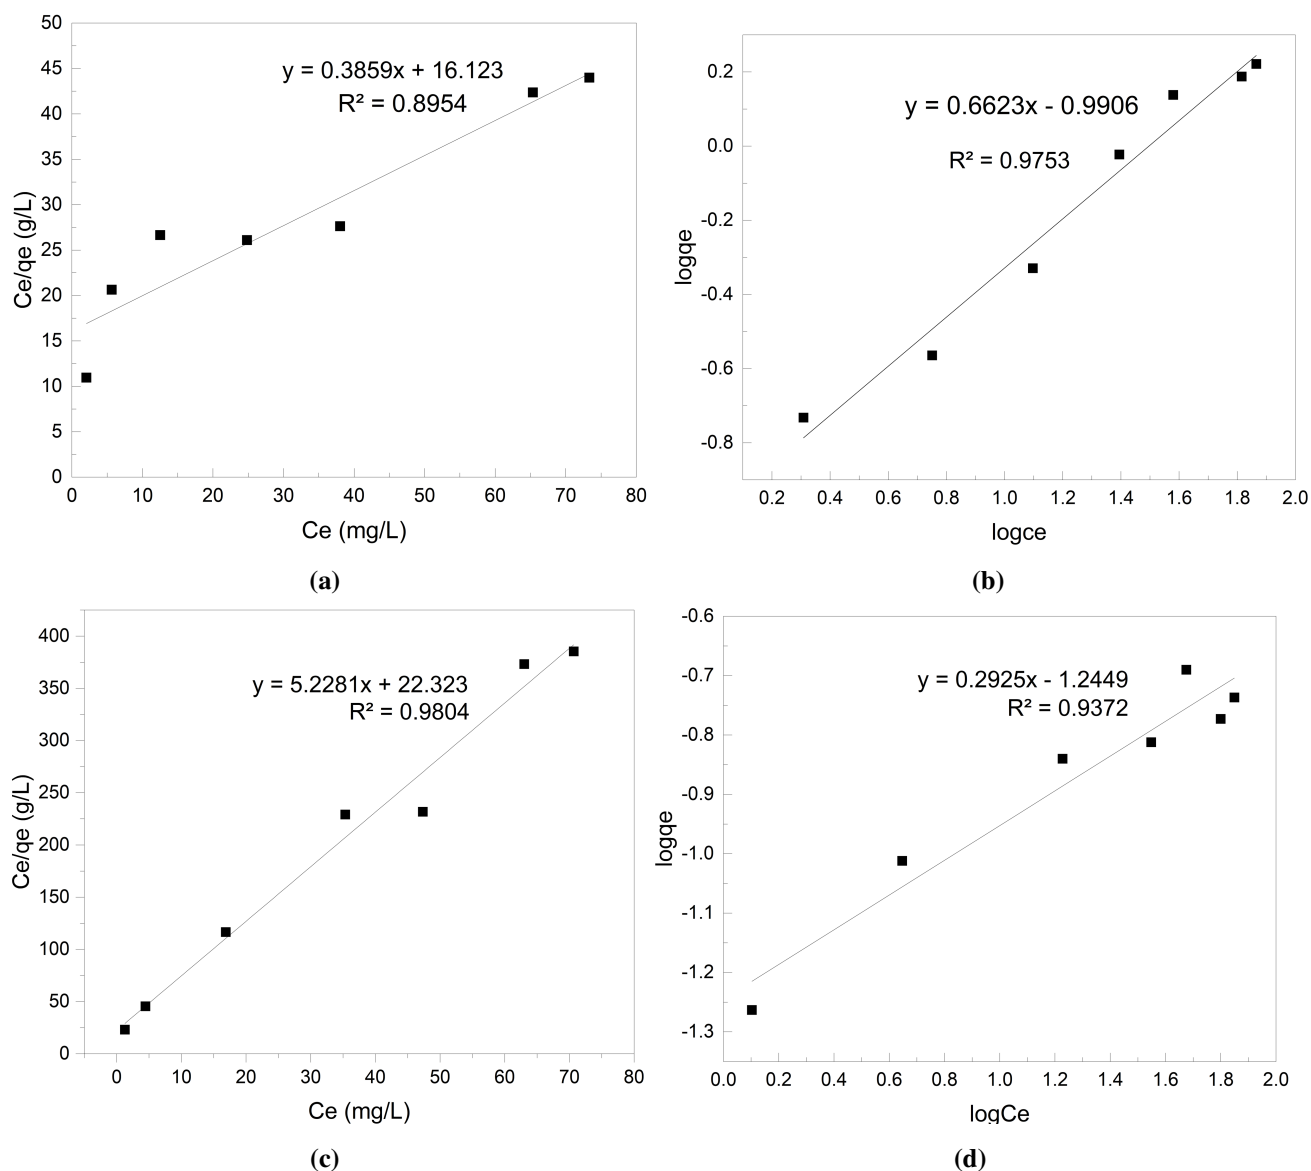 50
45
40
35
30
25
20
15
10
5
0
Ce/qe (g/L)
y = 0.3859x + 16.123
R² = 0.8954
0 10 20 30 40 50 60 70 80
Ce (mg/L)
(a)
0.2
0.0
-0.2
-0.4
-0.6
-0.8
logqe
y = 0.6623x - 0.9906
R² = 0.9753
0.2 0.4 0.6 0.8 1.0 1.2 1.4 1.6 1.8 2.0
logce
(b)
400
350
300
250
200
150
100
50
0
Ce/qe (g/L)
y = 5.2281x + 22.323
R² = 0.9804
0 10 20 30 40 50 60 70 80
Ce (mg/L)
(c)
-0.6
-0.7
-0.8
-0.9
-1.0
-1.1
-1.2
-1.3
logqe
y = 0.2925x - 1.2449
R² = 0.9372
0.0 0.2 0.4 0.6 0.8 1.0 1.2 1.4 1.6 1.8 2.0
logCe
(d)